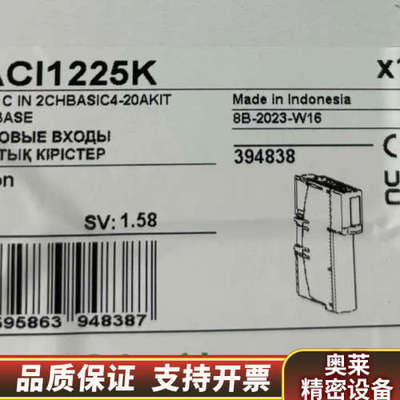 ACI1225K
x1
C IN 2CHBASIC4-20AKIT
BASE
Made in Indonesia
8B-2023-W16
ОВЫЕ ВХОДЫ
ТЫҚ КІРІСТЕР
394838
on
SV: 1.58
595863 948387
品质保证 支持开票
奥莱
精密设备